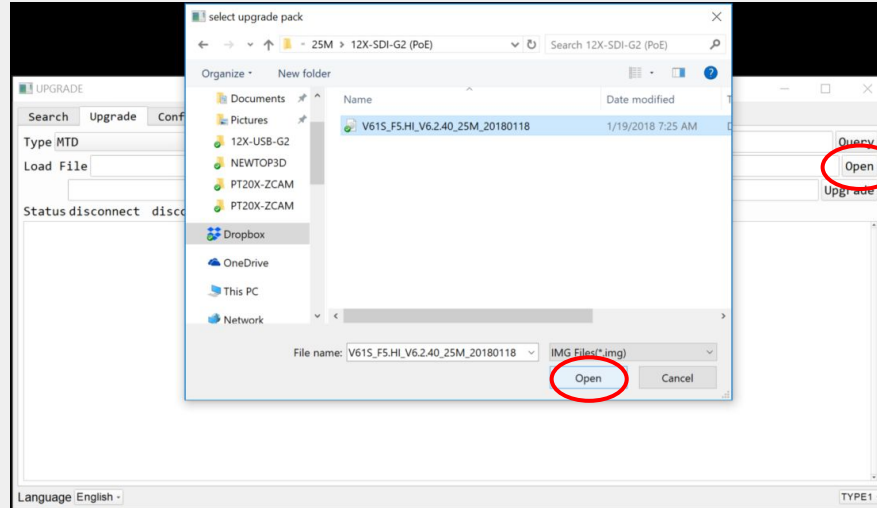 select upgrade pack
25M > 12X-SDI-G2 (PoE)
Search 12X-SDI-G2 (PoE)
Organize
New folder
Documents
Pictures
12X-USB-G2
NEWTOP3D
PT20X-ZCAM
PT20X-ZCAM
Dropbox
OneDrive
This PC
Network
Name
Date modified
V61S_F5.HI_V6.2.40_25M_20180118
1/19/2018 7:25 AM
File name:
V61S_F5.HI_V6.2.40_25M_20180118
IMG Files(*.img)
Open
Cancel
UPGRADE
Search
Upgrade
Conf
Type MTD
Query
Load File
Open
Upgrade
Status disconnect disco
Language English
TYPE1